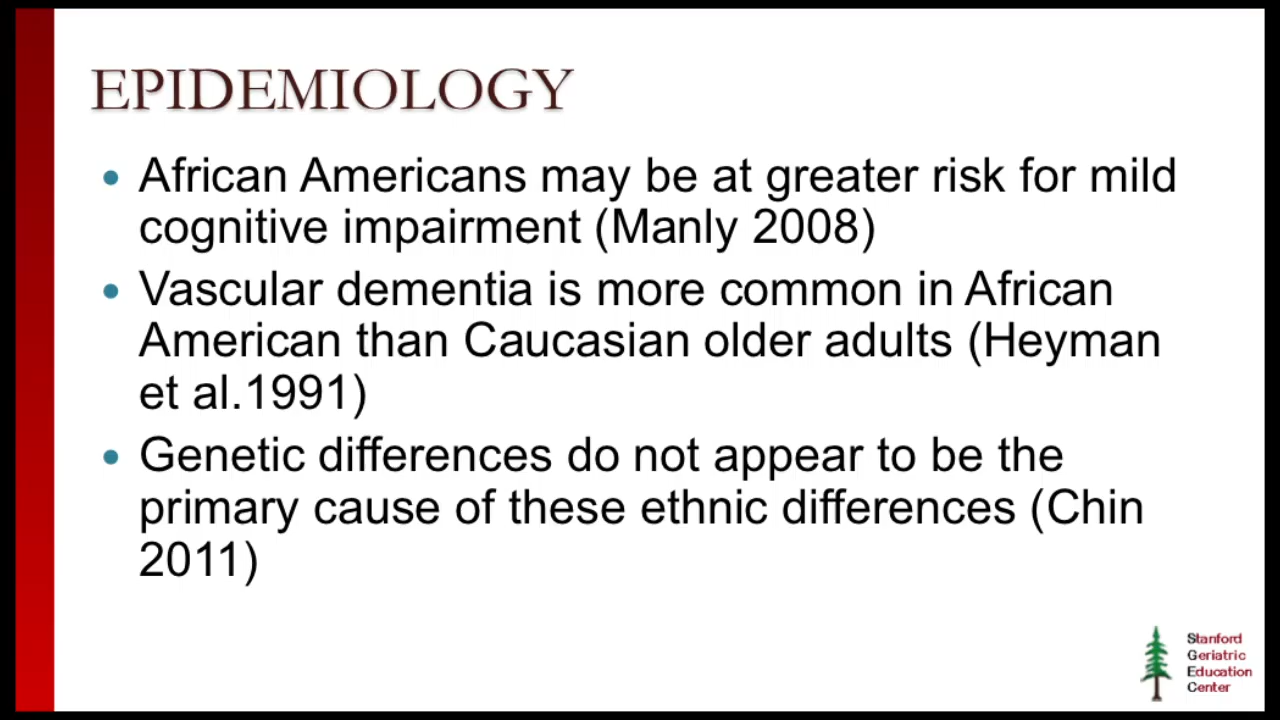 EPIDEMIOLOGY
• African Americans may be at greater risk for mild
cognitive impairment (Manly 2008)
• Vascular dementia is more common in African
American than Caucasian older adults (Heyman
et al.1991)
• Genetic differences do not appear to be the
primary cause of these ethnic differences (Chin
2011)
Stanford
Geriatric
Education
Center